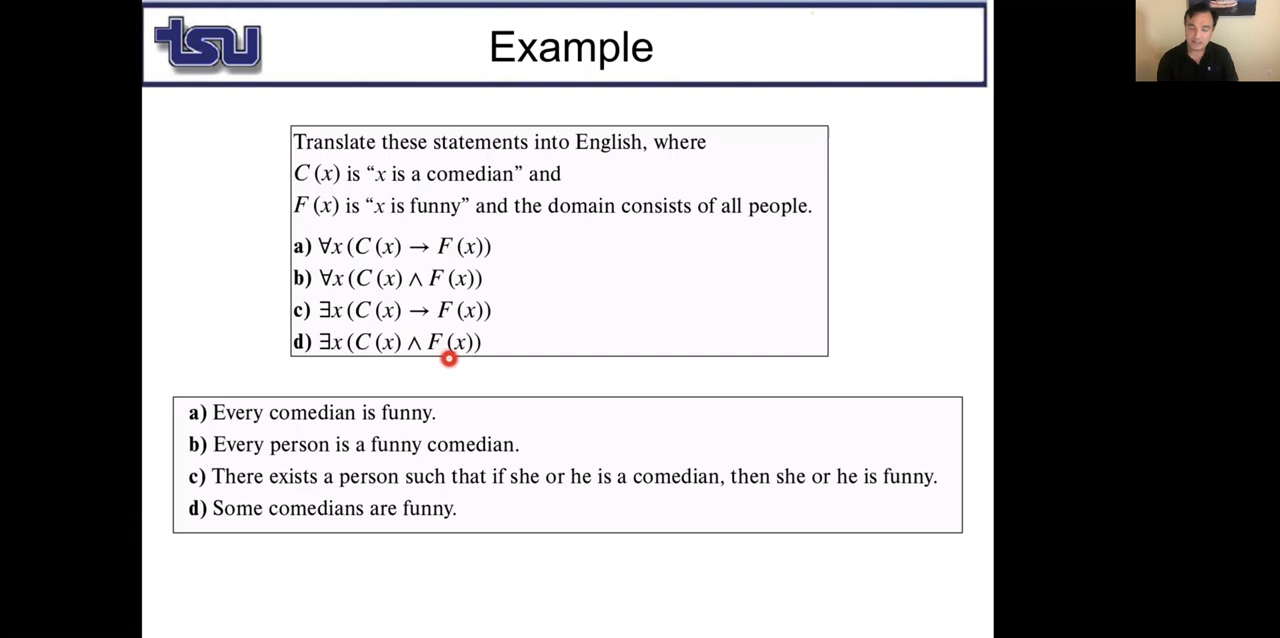 tsu
Example
Translate these statements into English, where
C (x) is “x is a comedian” and
F (x) is “x is funny” and the domain consists of all people.
a) ∀x (C (x) → F (x))
b) ∀x (C (x) ∧ F (x))
c) ∃x (C (x) → F (x))
d) ∃x (C (x) ∧ F (x))
a) Every comedian is funny.
b) Every person is a funny comedian.
c) There exists a person such that if she or he is a comedian, then she or he is funny.
d) Some comedians are funny.